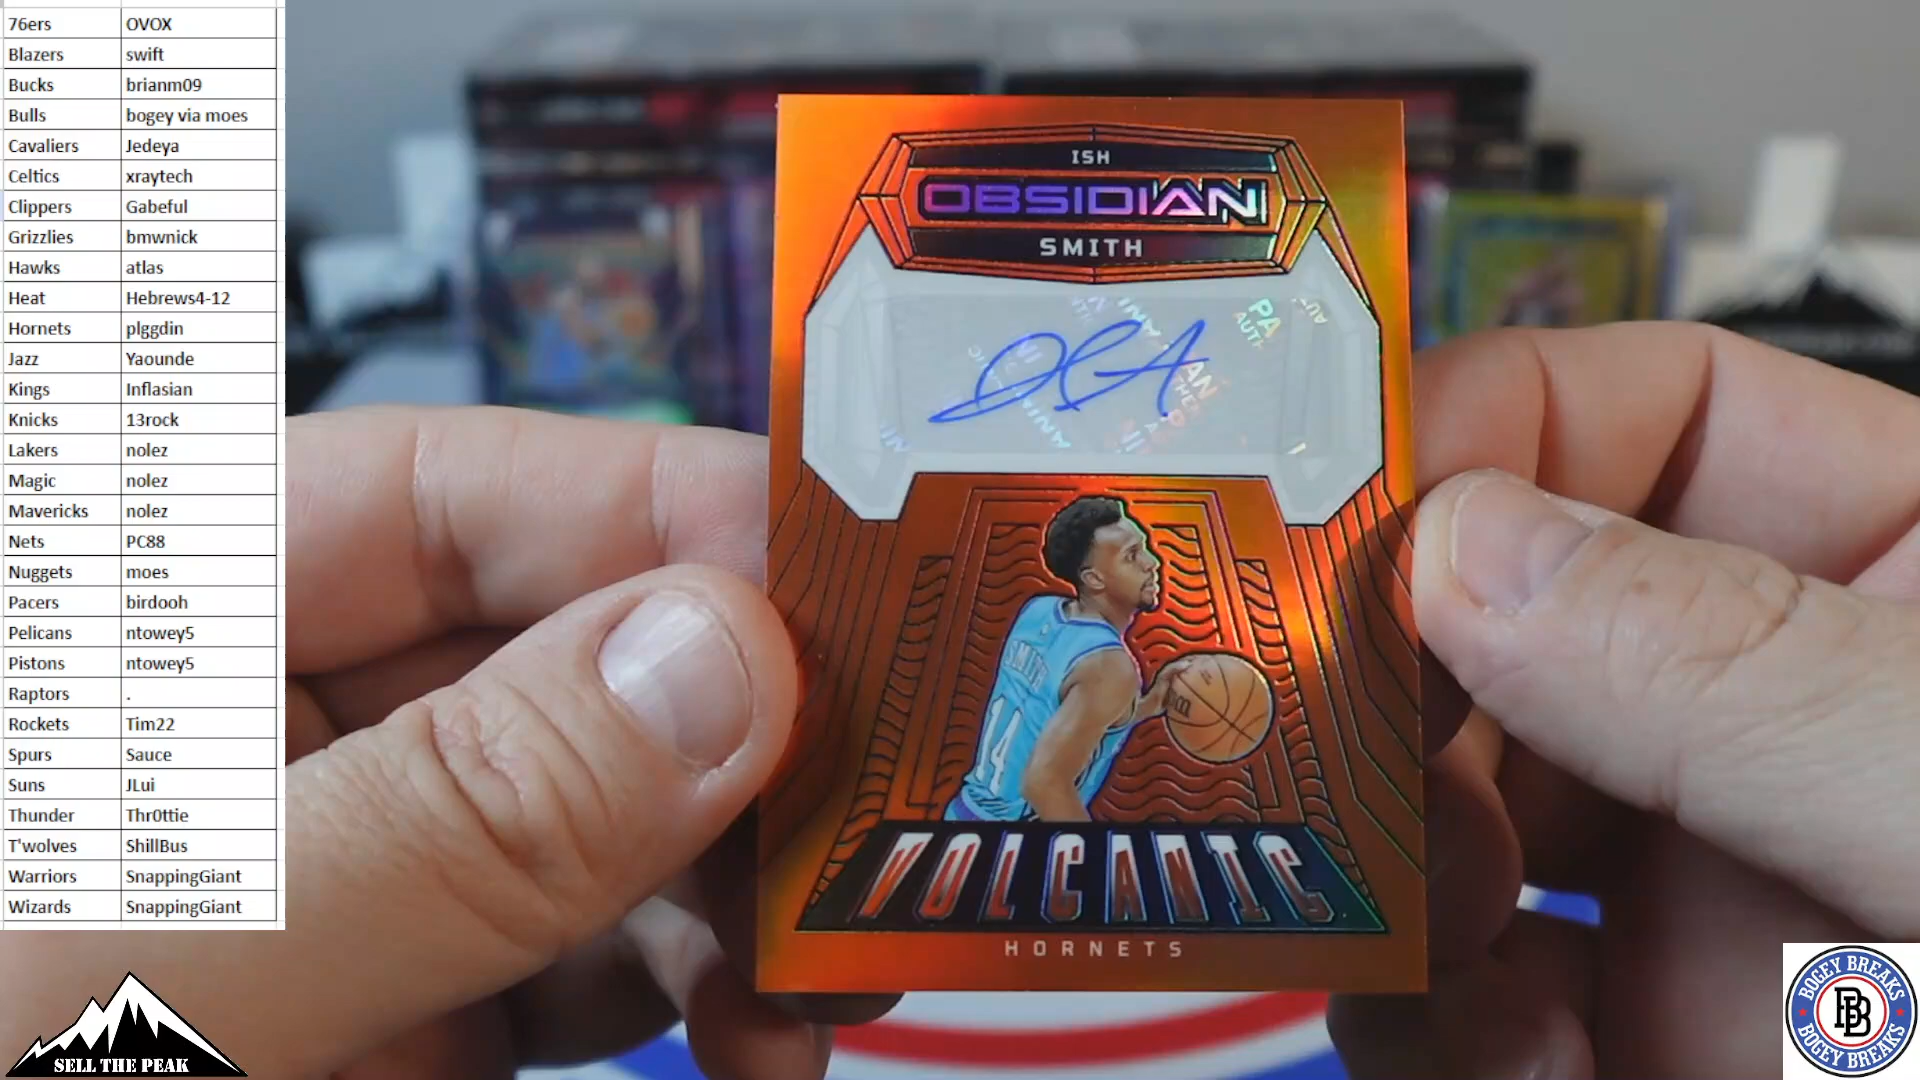 76ers OVOX
Blazers swift
Bucks brianm09
Bulls bogey via moes
Cavaliers Jedeya
Celtics xraytech
Clippers Gabeful
Grizzlies bmwnick
Hawks atlas
Heat Hebrews4-12
Hornets plggdin
Jazz Yaounde
Kings Inflasian
Knicks 13rock
Lakers nolez
Magic nolez
Mavericks nolez
Nets PC88
Nuggets moes
Pacers birdooh
Pelicans ntowey5
Pistons ntowey5
Raptors .
Rockets Tim22
Spurs Sauce
Suns JLui
Thunder Thr0ttie
T'wolves ShillBus
Warriors SnappingGiant
Wizards SnappingGiant
ISH
OBSIDIAN
SMITH
SMITH
14
VOLCANIC
HORNETS
SELL THE PEAK
BOGEY BREAKS
BB
BOGEY BREAKS